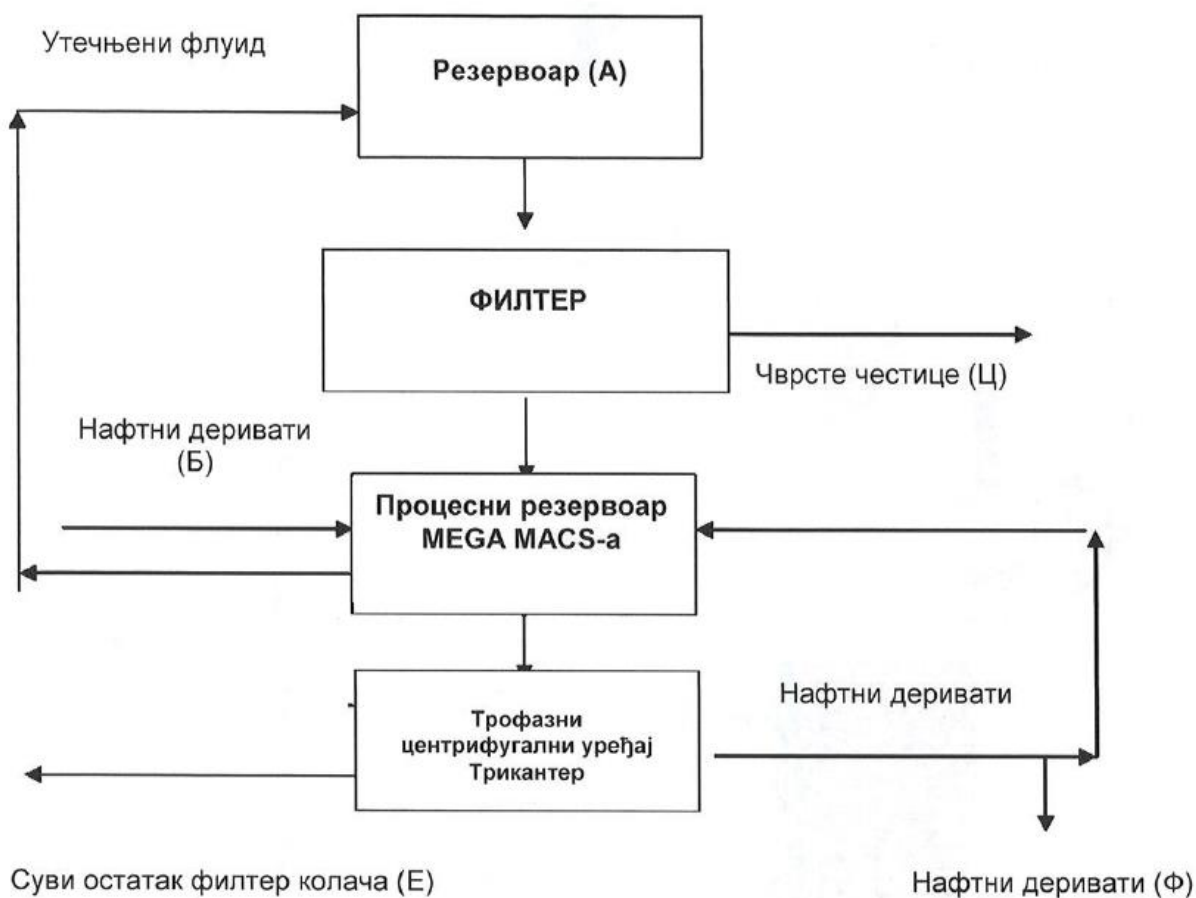 Утечњени флуид
Резервоар (А)
ФИЛТЕР
Чврсте честице (Ц)
Нафтни деривати
(Б)
Процесни резервоар
MEGA MACS-a
Нафтни деривати
Трофазни
центрифугални уређај
Трикантер
Суви остатак филтер колача (Е)
Нафтни деривати (Ф)